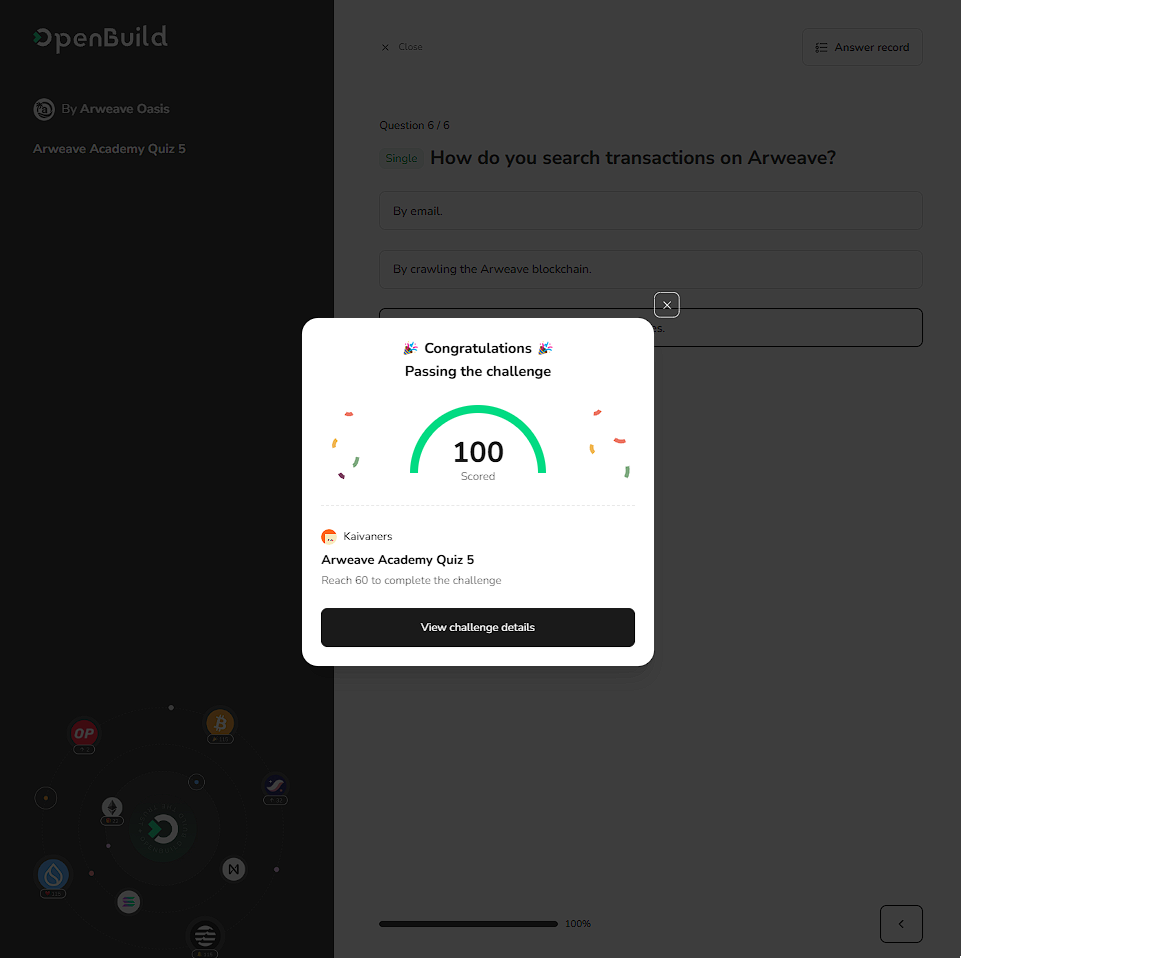 OpenBuild
By Arweave Oasis
Arweave Academy Quiz 5
Close
Answer record
Question 6 / 6
Single How do you search transactions on Arweave?
By email.
By crawling the Arweave blockchain.
Congratulations
Passing the challenge
100
Scored
Kaivaners
Arweave Academy Quiz 5
Reach 60 to complete the challenge
View challenge details
OP
100%